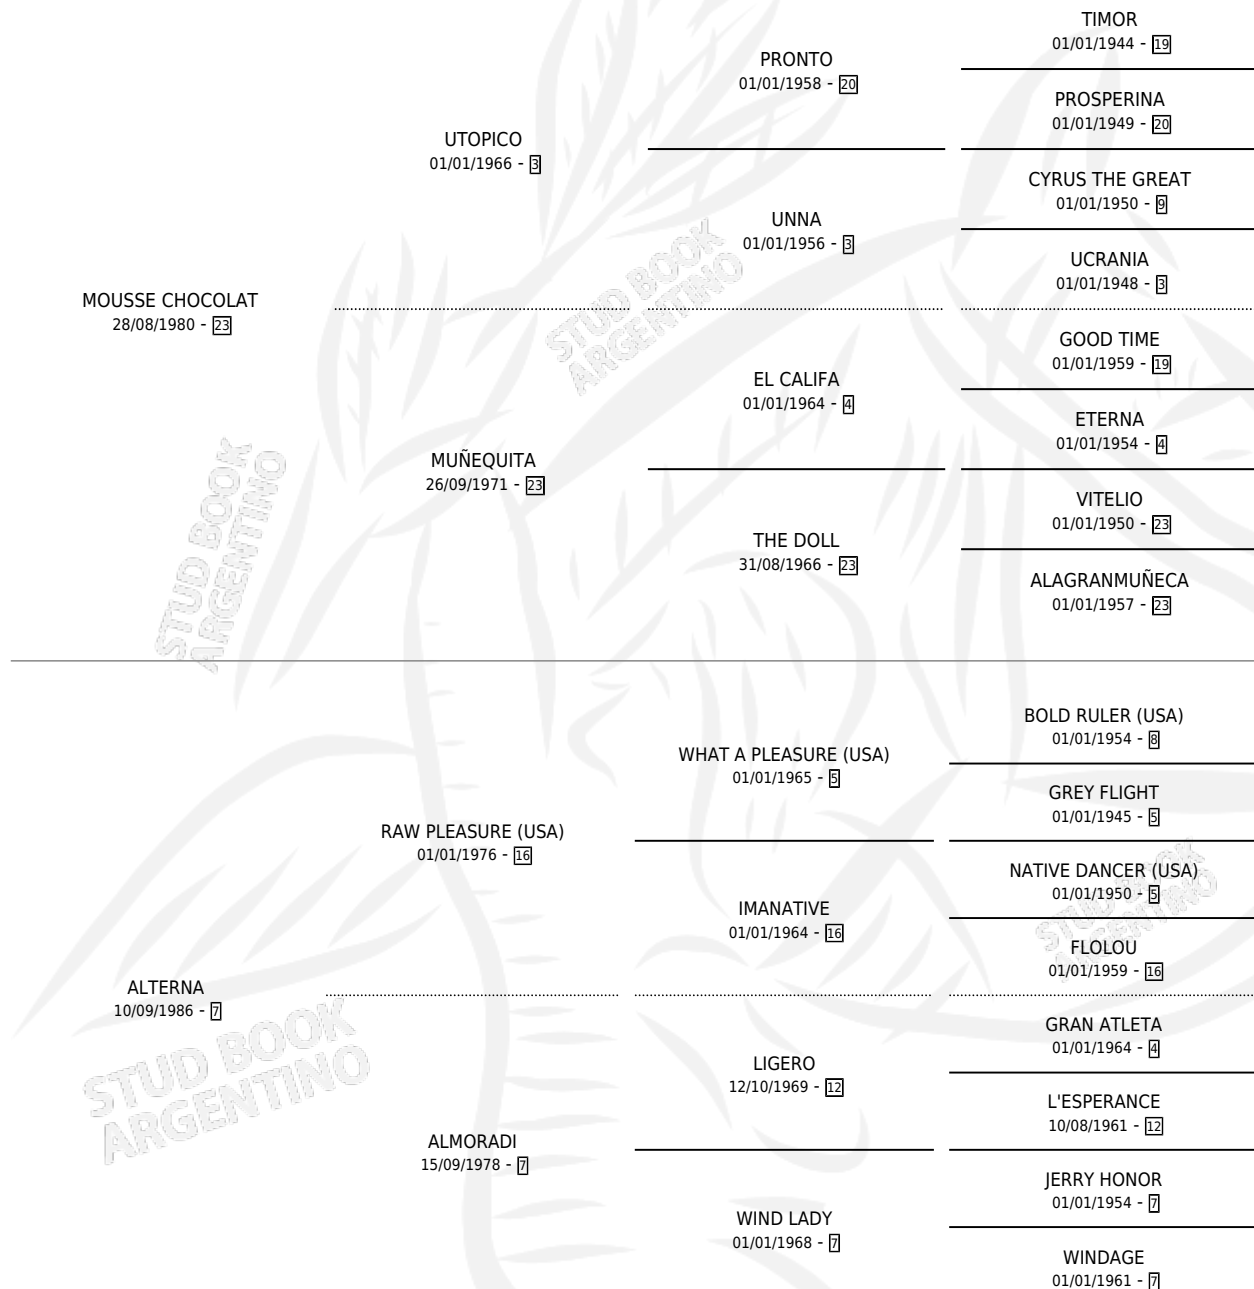 TIMOR
01/01/1944 - 19
PRONTO
01/01/1958 - 20
PROSPERINA
01/01/1949 - 20
UTOPICO
01/01/1966 - 3
CYRUS THE GREAT
01/01/1950 - 9
UNNA
01/01/1956 - 3
UCRANIA
01/01/1948 - 3
MOUSSE CHOCOLAT
28/08/1980 - 23
GOOD TIME
01/01/1959 - 19
EL CALIFA
01/01/1964 - 4
ETERNA
01/01/1954 - 4
MUÑEQUITA
26/09/1971 - 23
VITELIO
01/01/1950 - 23
THE DOLL
31/08/1966 - 23
ALAGRANMUÑECA
01/01/1957 - 23
BOLD RULER (USA)
01/01/1954 - 8
WHAT A PLEASURE (USA)
01/01/1965 - 5
GREY FLIGHT
01/01/1945 - 5
RAW PLEASURE (USA)
01/01/1976 - 16
NATIVE DANCER (USA)
01/01/1950 - 5
IMANATIVE
01/01/1964 - 16
FLOLOU
01/01/1959 - 16
ALTERNA
10/09/1986 - 7
GRAN ATLETA
01/01/1964 - 4
LIGERO
12/10/1969 - 12
L'ESPERANCE
10/08/1961 - 12
ALMORADI
15/09/1978 - 7
JERRY HONOR
01/01/1954 - 7
WIND LADY
01/01/1968 - 7
WINDAGE
01/01/1961 - 7
STUD BOOK
ARGENTINO
STUD BOOK
ARGENTINO
STUD BOOK
ARGENTINO
STUD BOOK
ARGENTINO